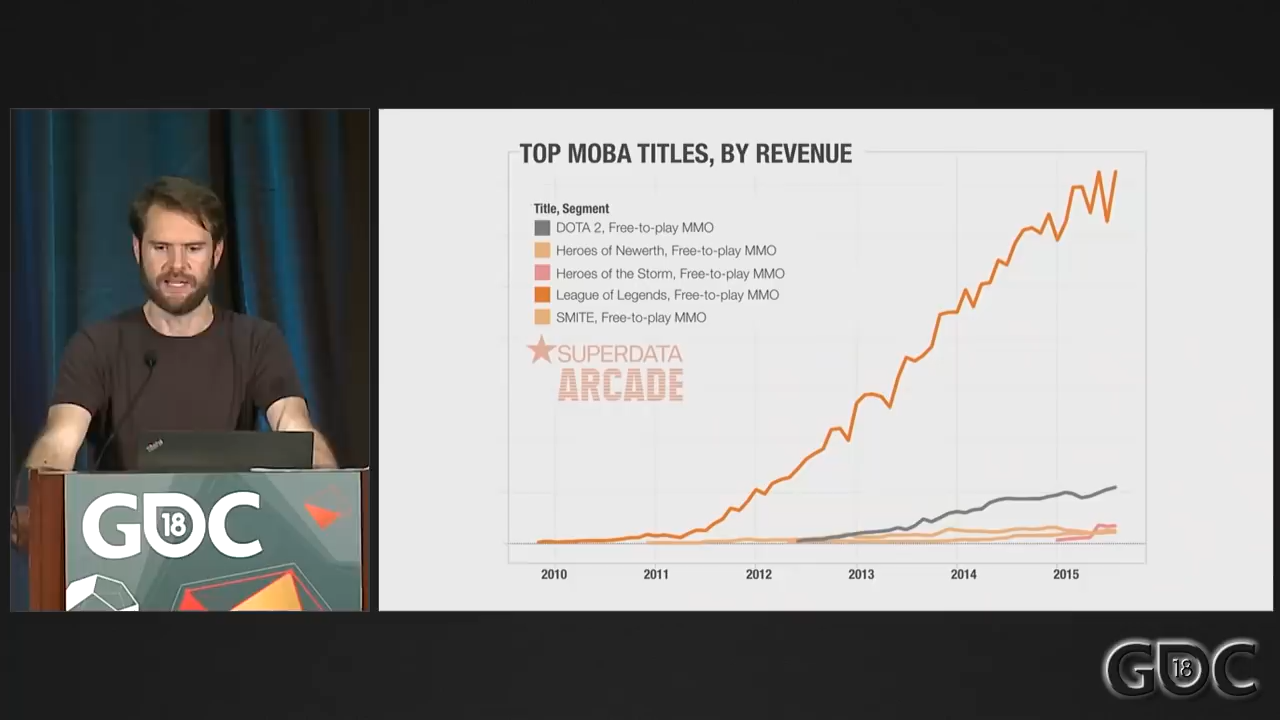 TOP MOBA TITLES, BY REVENUE
Title, Segment
DOTA 2, Free-to-play MMO
Heroes of Newerth, Free-to-play MMO
Heroes of the Storm, Free-to-play MMO
League of Legends, Free-to-play MMO
SMITE, Free-to-play MMO
SUPERDATA
ARCADE
2010 2011 2012 2013 2014 2015
GDC
18
GDC
18